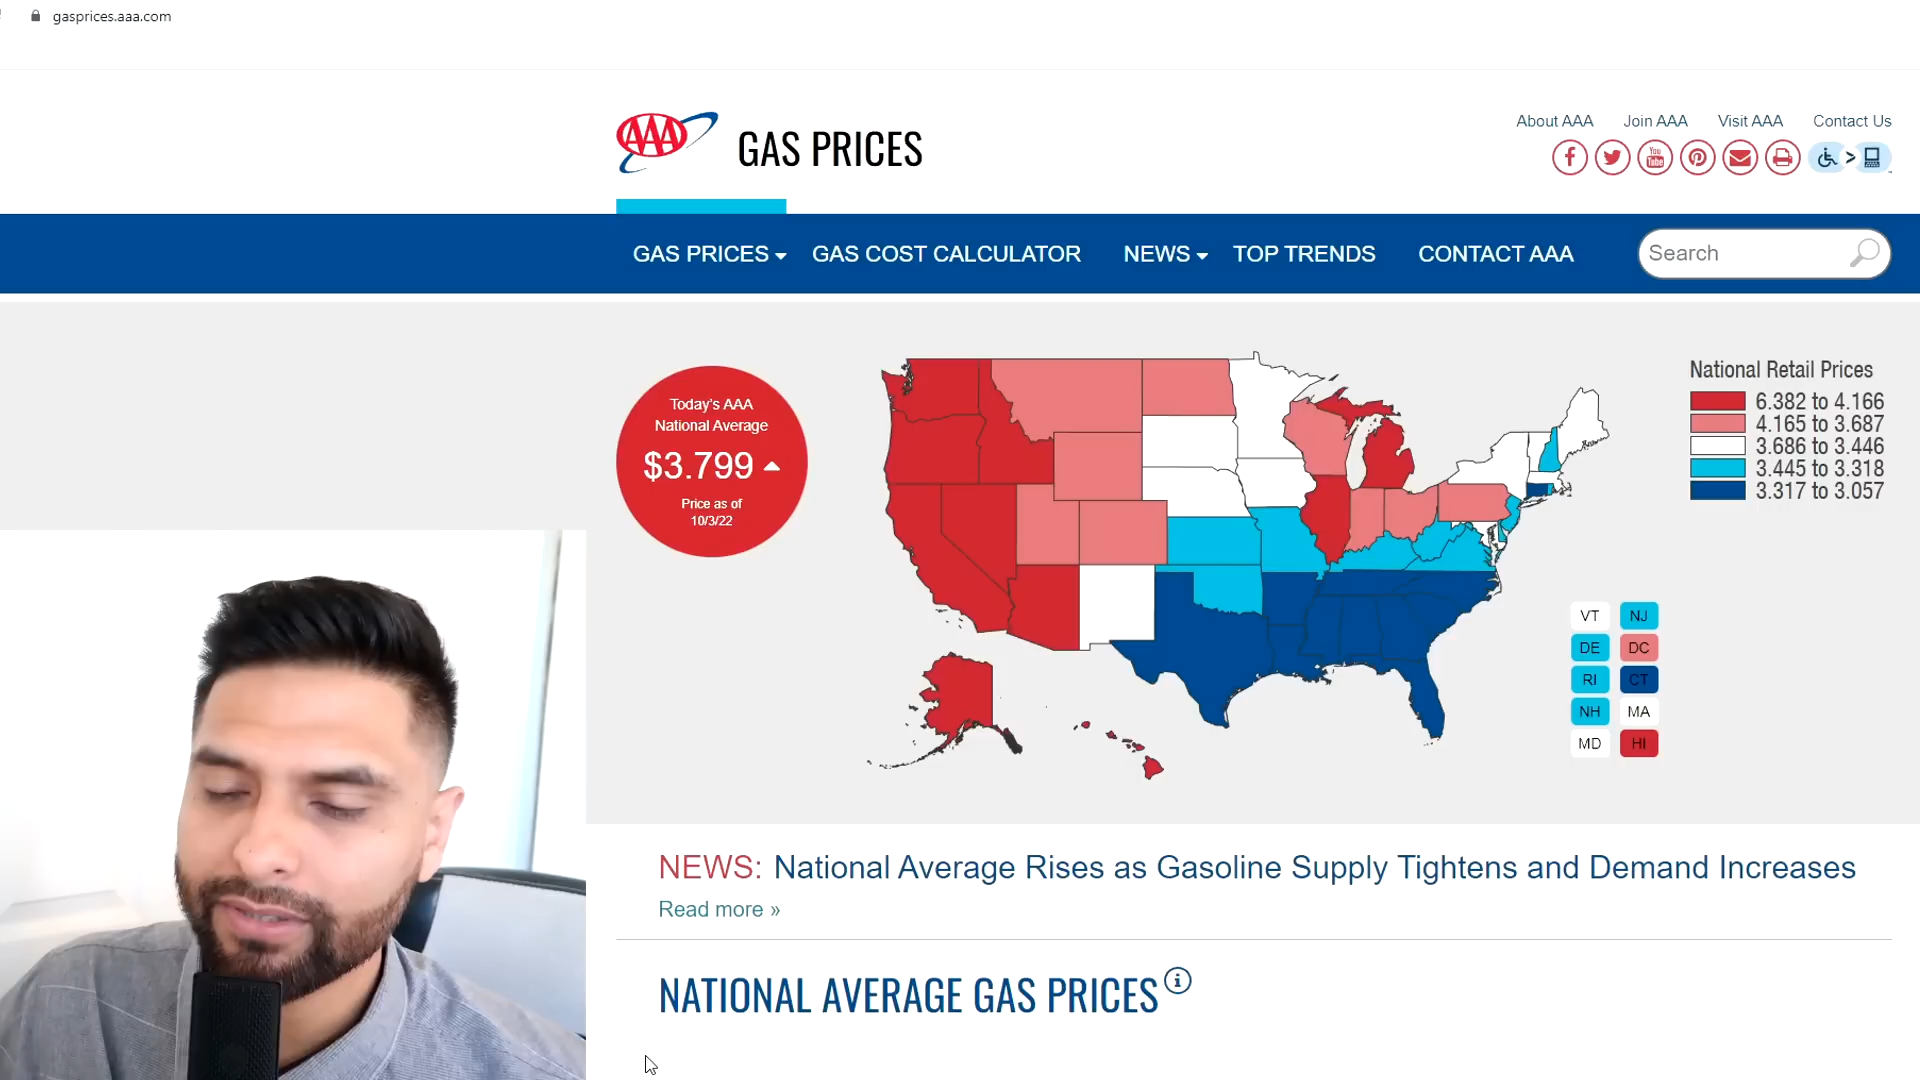 gasprices.aaa.com
AAA
GAS PRICES
About AAA
Join AAA
Visit AAA
Contact Us
You
Tube
>
GAS PRICES
GAS COST CALCULATOR
NEWS
TOP TRENDS
CONTACT AAA
Search
Today's AAA
National Average
$3.799
Price as of
10/3/22
National Retail Prices
6.382 to 4.166
4.165 to 3.687
3.686 to 3.446
3.445 to 3.318
3.317 to 3.057
VT NJ
DE DC
RI CT
NH MA
MD HI
NEWS: National Average Rises as Gasoline Supply Tightens and Demand Increases
Read more »
NATIONAL AVERAGE GAS PRICES